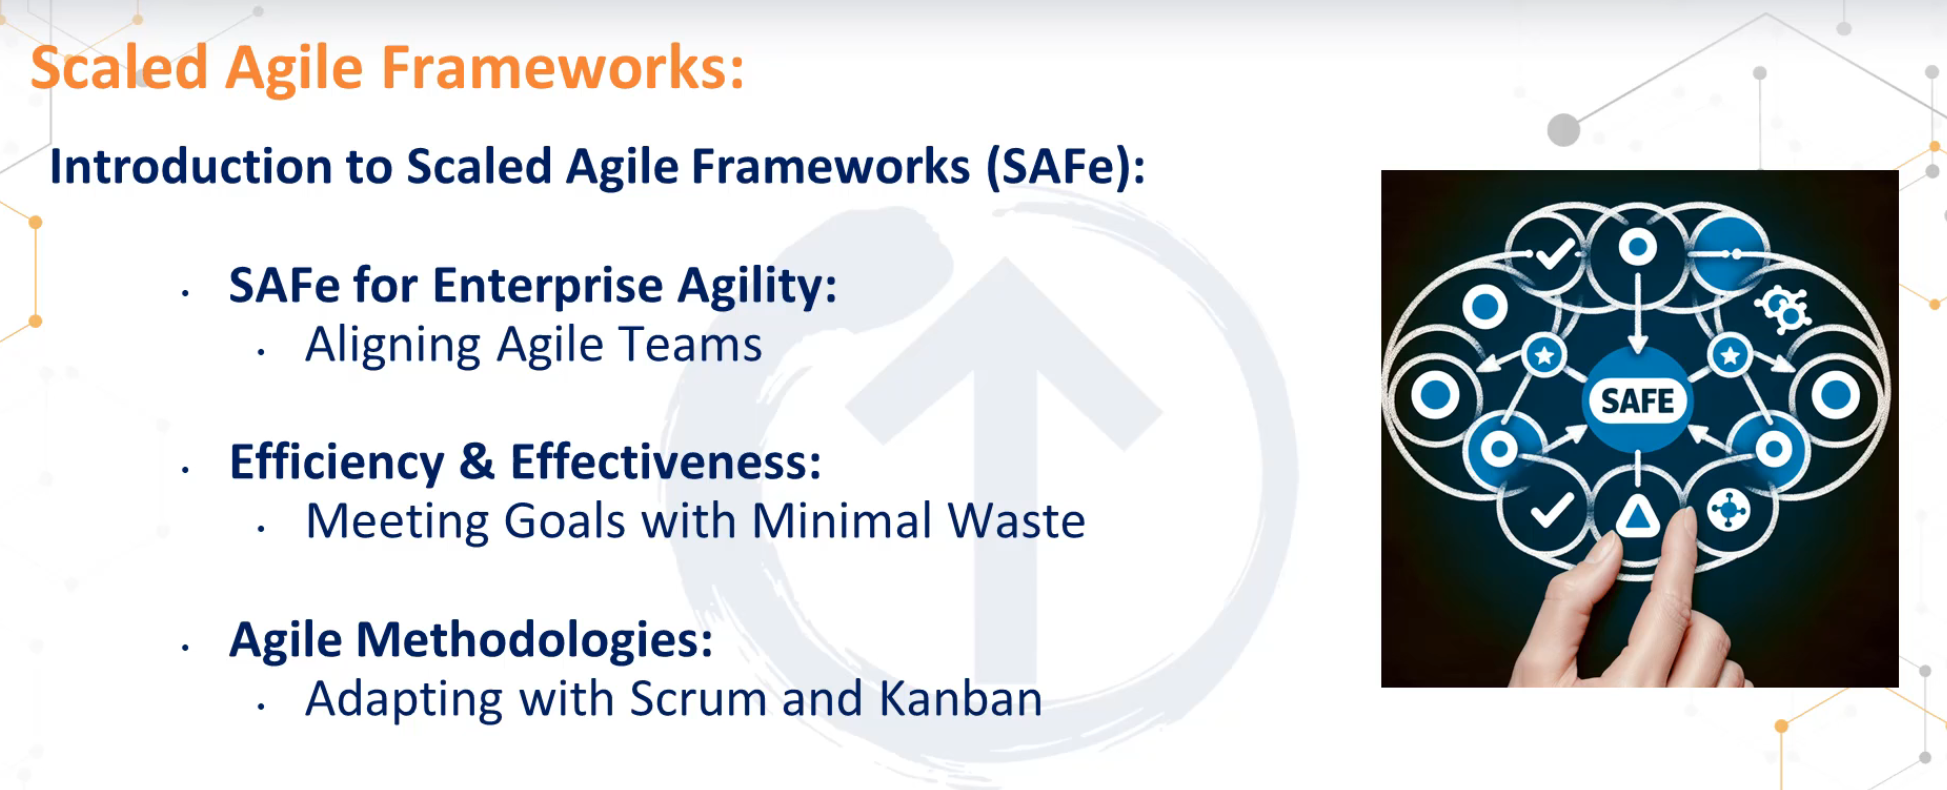 Scaled Agile Frameworks:
Introduction to Scaled Agile Frameworks (SAFe):
· SAFe for Enterprise Agility:
· Aligning Agile Teams
· Efficiency & Effectiveness:
· Meeting Goals with Minimal Waste
· Agile Methodologies:
· Adapting with Scrum and Kanban
SAFE